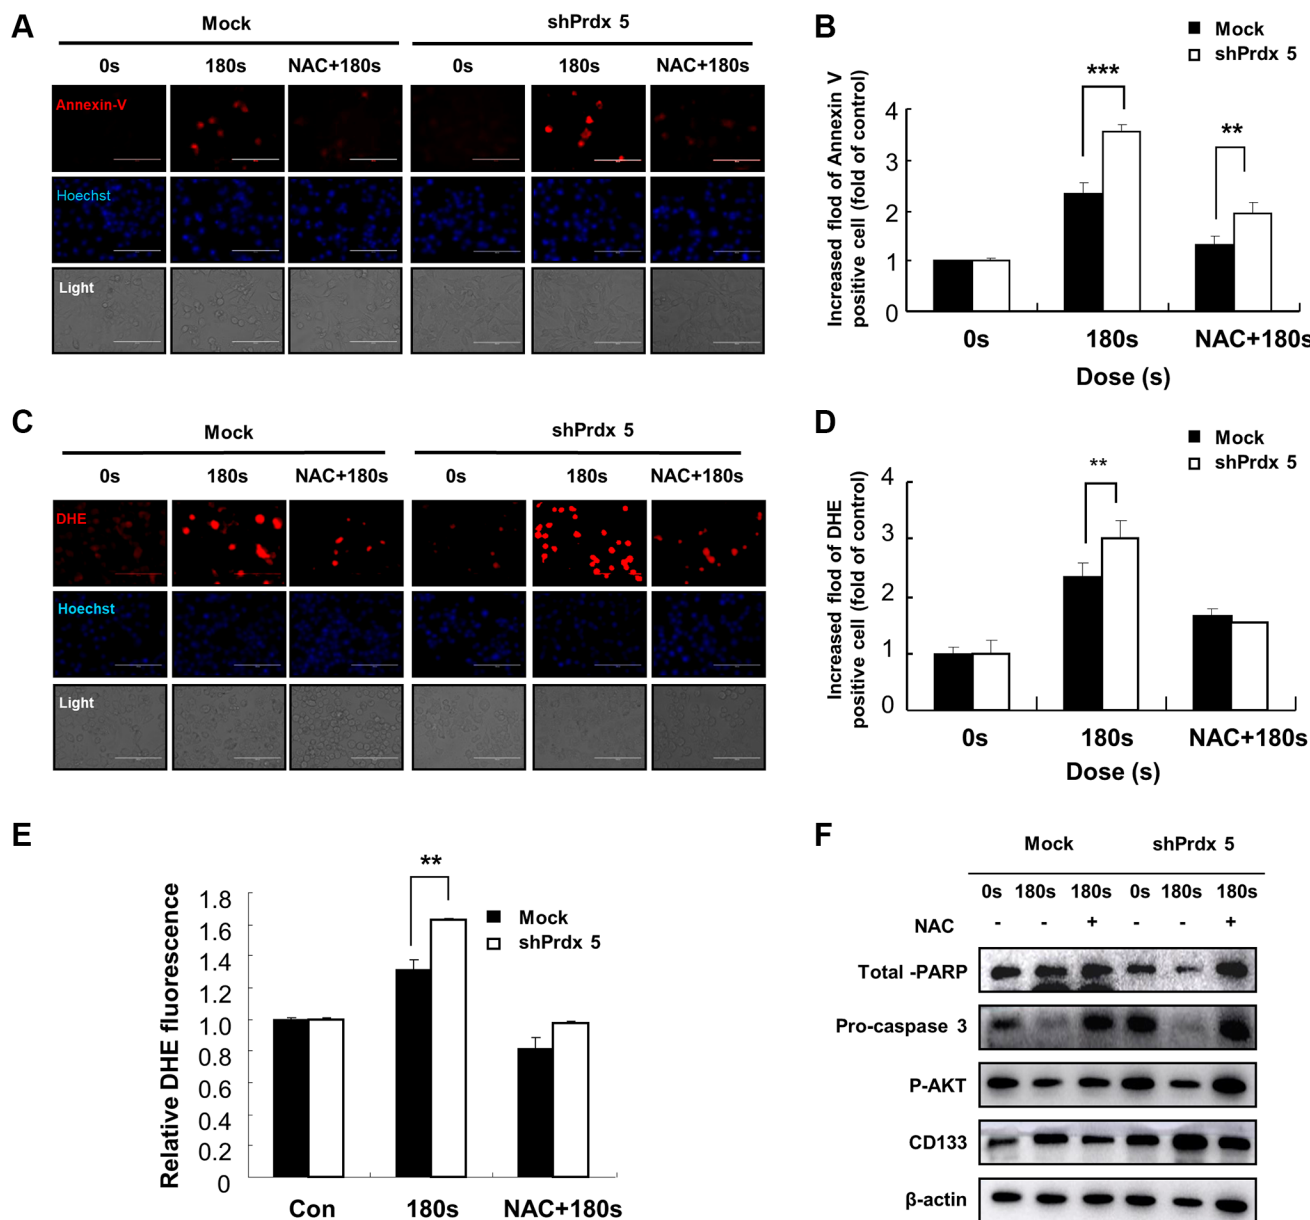 A
Mock
shPrdx 5
0s 180s NAC+180s 0s 180s NAC+180s
Annexin-V
Hoechst
Light
B
Mock
shPrdx 5
Increased flod of Annexin V
positive cell (fold of control)
4
3
2
1
0
***
**
0s 180s NAC+180s
Dose (s)
C
Mock
shPrdx 5
0s 180s NAC+180s 0s 180s NAC+180s
DHE
Hoechst
Light
D
Mock
shPrdx 5
Increased flod of DHE
positive cell (fold of control)
4
3
2
1
0
**
0s 180s NAC+180s
Dose (s)
E
Relative DHE fluorescence
1.8
1.6
1.4
1.2
1.0
0.8
0.6
0.4
0.2
0
**
Mock
shPrdx 5
Con 180s NAC+180s
F
Mock shPrdx 5
0s 180s 180s 0s 180s 180s
NAC - - + - - +
Total -PARP
Pro-caspase 3
P-AKT
CD133
β-actin